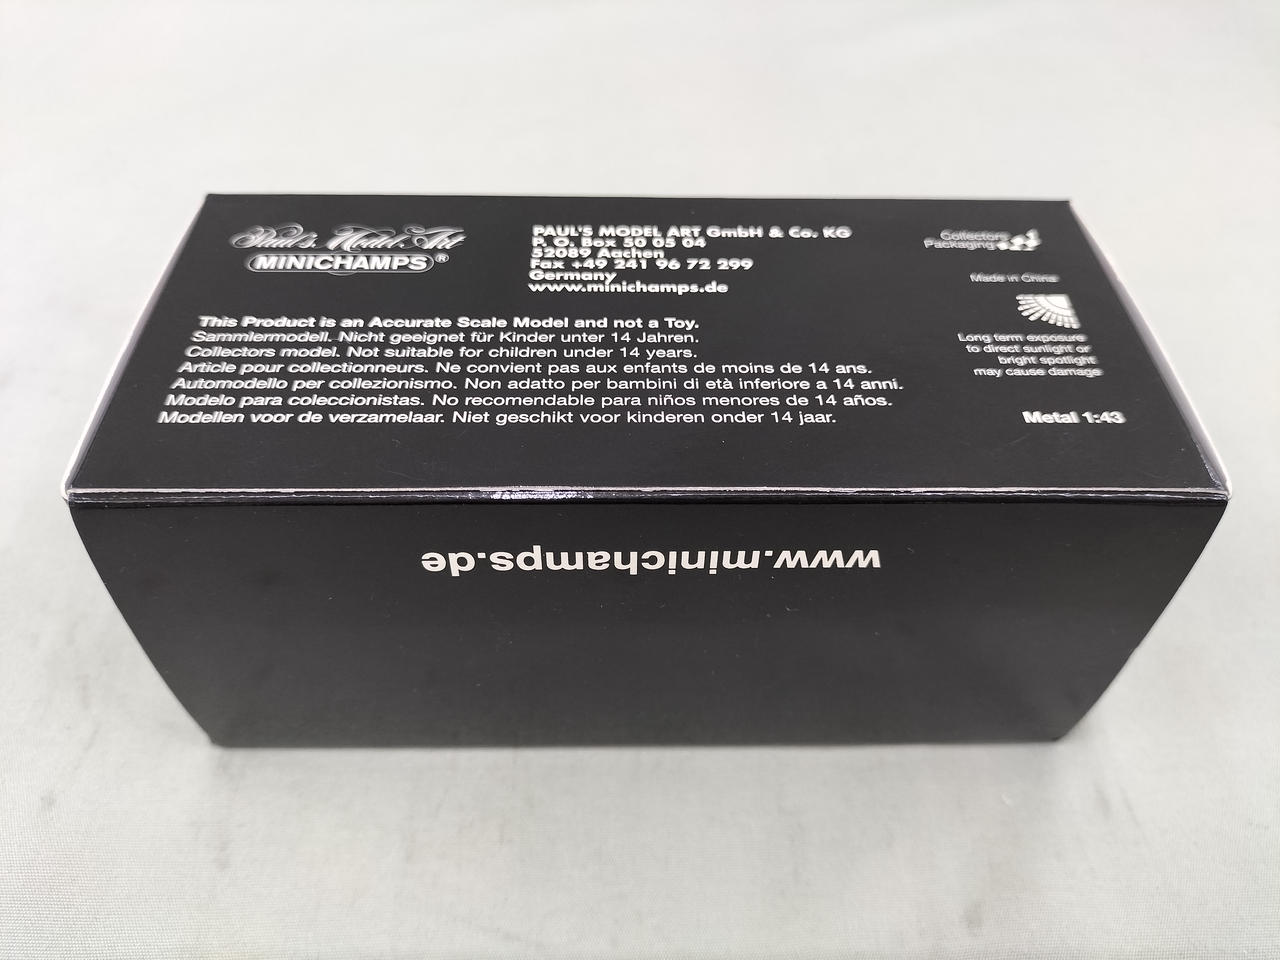 Paul's Model Art
MINICHAMPS®
PAUL'S MODEL ART GmbH & Co. KG
P. O. Box 50 05 04
52089 Aachen
Fax +49 241 96 72 299
Germany
www.minichamps.de
Collectors
Packaging
Made in China
Long term exposure
to direct sunlight or
bright spotlight
may cause damage
Metal 1:43
This Product is an Accurate Scale Model and not a Toy.
Sammlermodell. Nicht geeignet für Kinder unter 14 Jahren.
Collectors model. Not suitable for children under 14 years.
Article pour collectionneurs. Ne convient pas aux enfants de moins de 14 ans.
Automodello per collezionismo. Non adatto per bambini di età inferiore a 14 anni.
Modelo para coleccionistas. No recomendable para niños menores de 14 años.
Modellen voor de verzamelaar. Niet geschikt voor kinderen onder 14 jaar.
www.minichamps.de